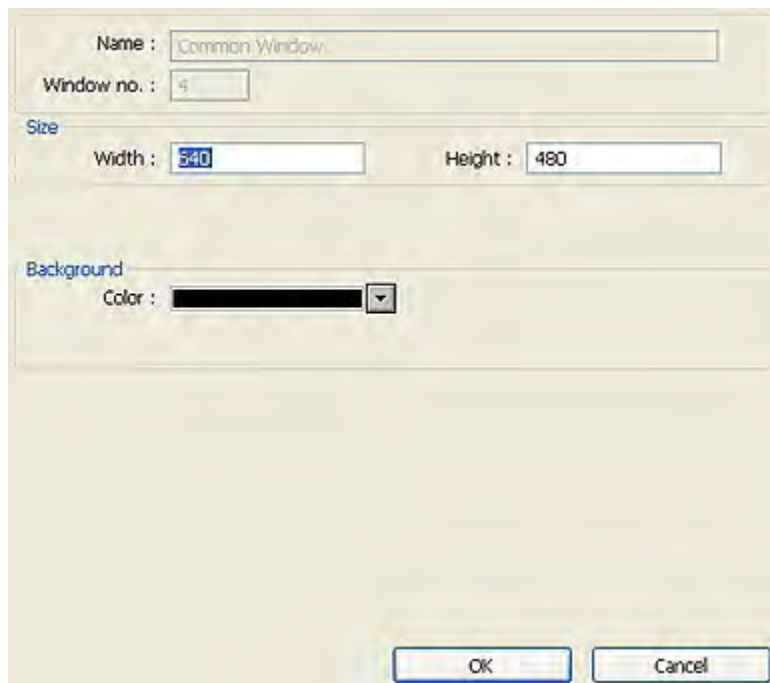 Name : Common Window
Window no. : 4
Size
Width : 640 Height : 480
Background
Color :
OK Cancel